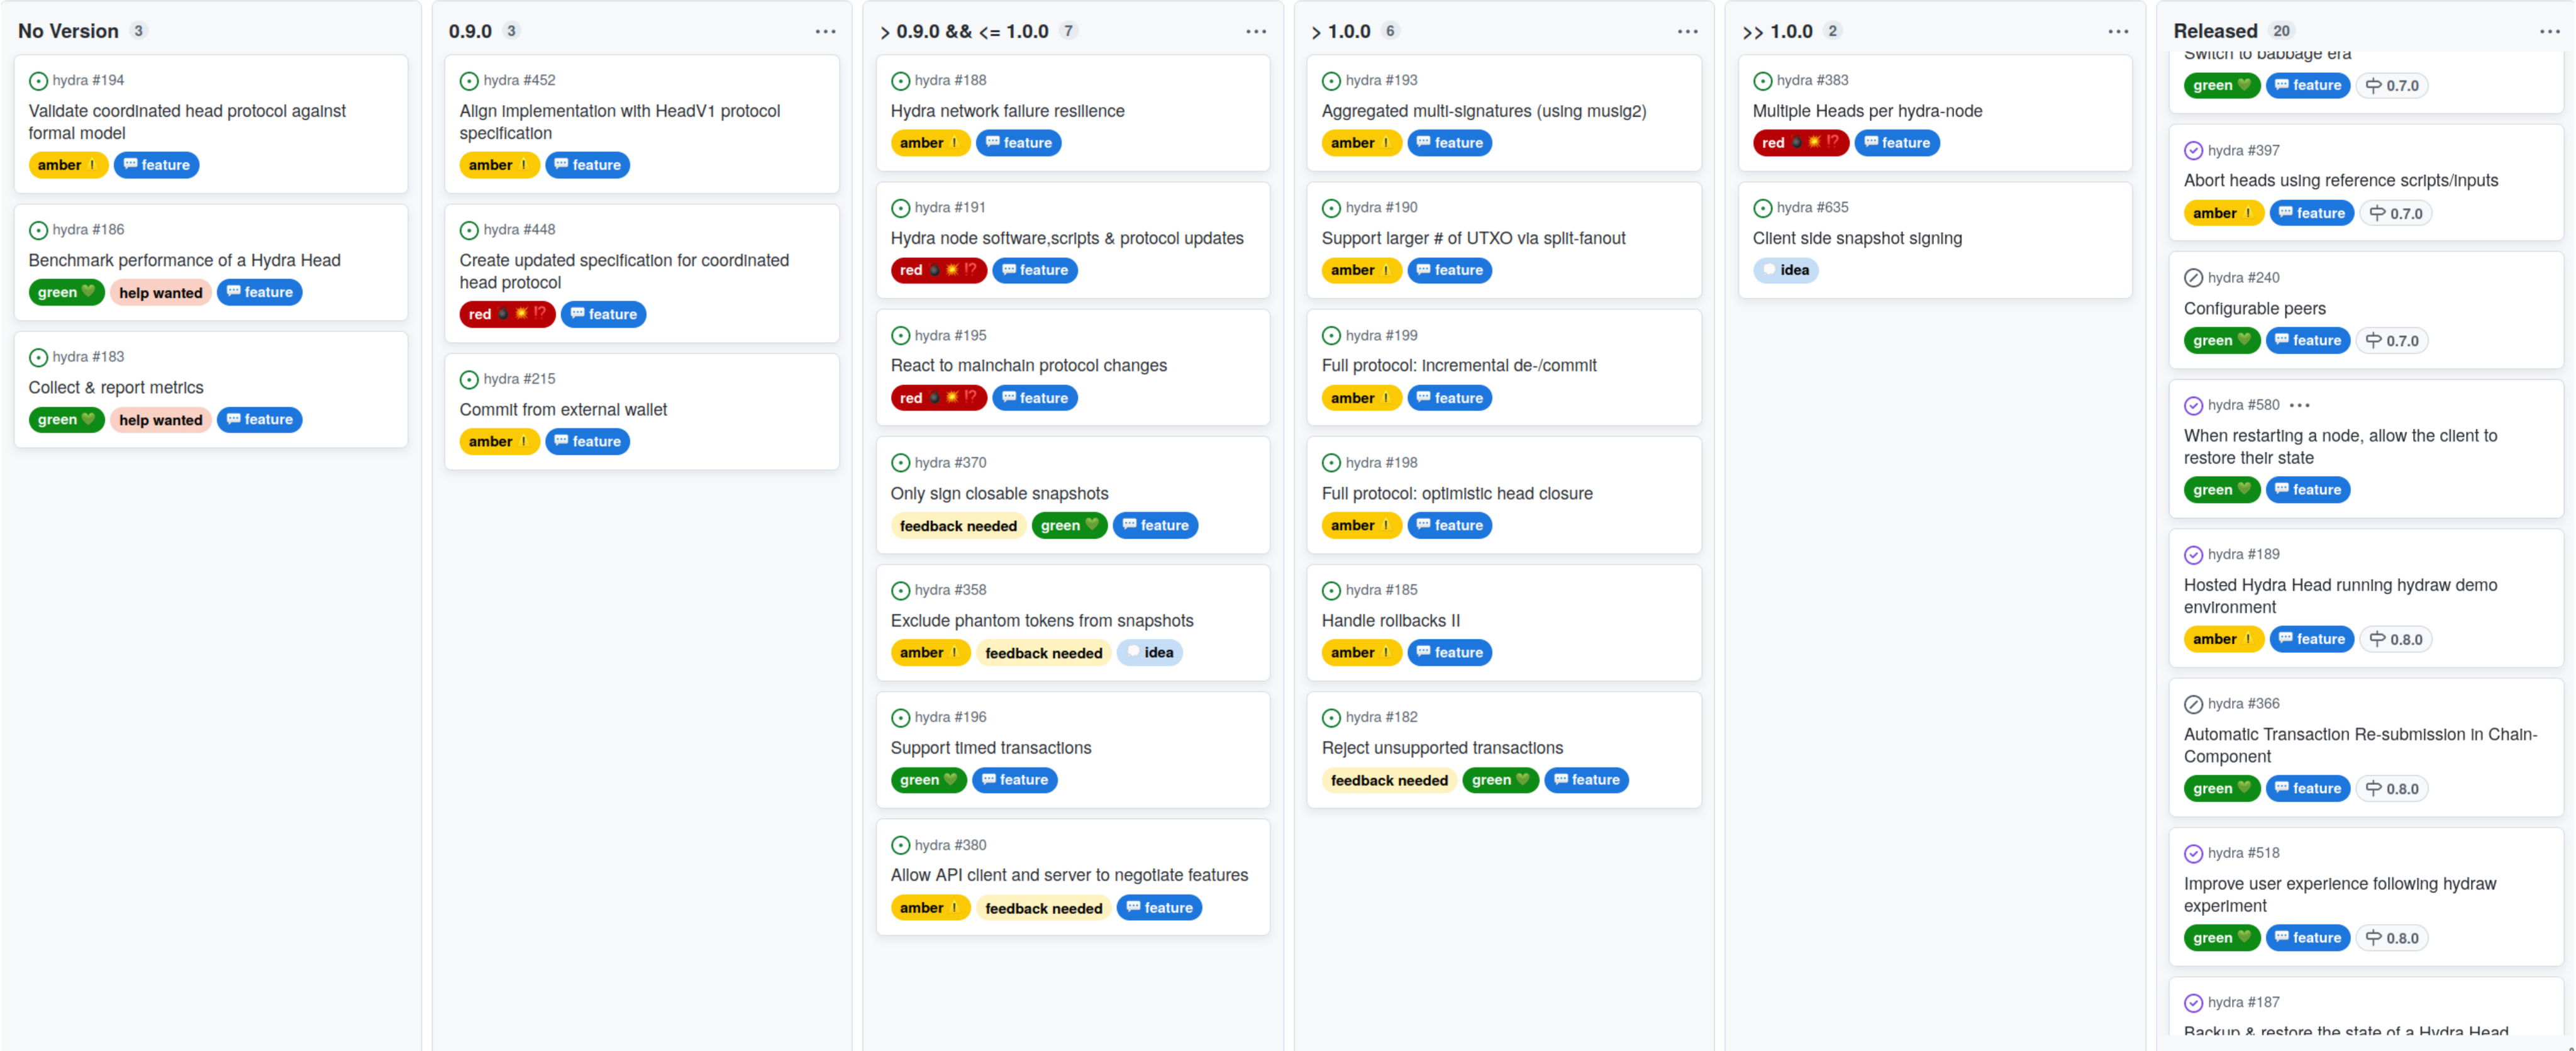 No Version 3
hydra #194
Validate coordinated head protocol against
formal model
amber feature
hydra #186
Benchmark performance of a Hydra Head
green help wanted feature
hydra #183
Collect & report metrics
green help wanted feature
0.9.0 3
hydra #452
Align implementation with HeadV1 protocol
specification
amber feature
hydra #448
Create updated specification for coordinated
head protocol
red feature
hydra #215
Commit from external wallet
amber feature
> 0.9.0 && <= 1.0.0 7
hydra #188
Hydra network failure resilience
amber feature
hydra #191
Hydra node software,scripts & protocol updates
red feature
hydra #195
React to mainchain protocol changes
red feature
hydra #370
Only sign closable snapshots
feedback needed green feature
hydra #358
Exclude phantom tokens from snapshots
amber feedback needed idea
hydra #196
Support timed transactions
green feature
hydra #380
Allow API client and server to negotiate features
amber feedback needed feature
> 1.0.0 6
hydra #193
Aggregated multi-signatures (using musig2)
amber feature
hydra #190
Support larger # of UTXO via split-fanout
amber feature
hydra #199
Full protocol: incremental de-/commit
amber feature
hydra #198
Full protocol: optimistic head closure
amber feature
hydra #185
Handle rollbacks II
amber feature
hydra #182
Reject unsupported transactions
feedback needed green feature
>> 1.0.0 2
hydra #383
Multiple Heads per hydra-node
red feature
hydra #635
Client side snapshot signing
idea
Released 20
Switch to babbage era
green feature 0.7.0
hydra #397
Abort heads using reference scripts/inputs
amber feature 0.7.0
hydra #240
Configurable peers
green feature 0.7.0
hydra #580
When restarting a node, allow the client to
restore their state
green feature
hydra #189
Hosted Hydra Head running hydraw demo
environment
amber feature 0.8.0
hydra #366
Automatic Transaction Re-submission in Chain-
Component
green feature 0.8.0
hydra #518
Improve user experience following hydraw
experiment
green feature 0.8.0
hydra #187
Backup & restore the state of a Hydra Head